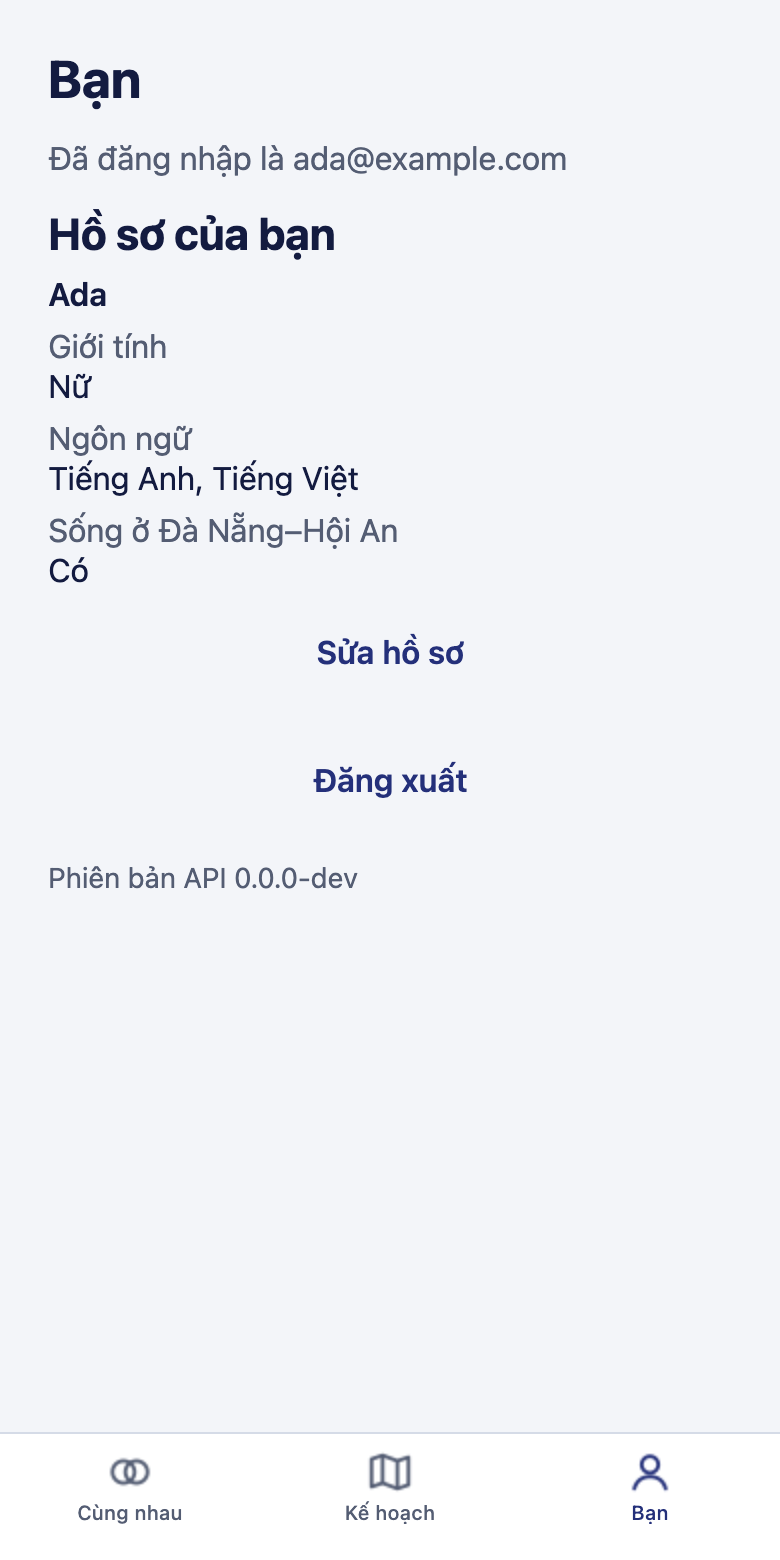 Bạn
Đã đăng nhập là ada@example.com
Hồ sơ của bạn
Ada
Giới tính
Nữ
Ngôn ngữ
Tiếng Anh, Tiếng Việt
Sống ở Đà Nẵng–Hội An
Có
Sửa hồ sơ
Đăng xuất
Phiên bản API 0.0.0-dev
Cùng nhau
Kế hoạch
Bạn